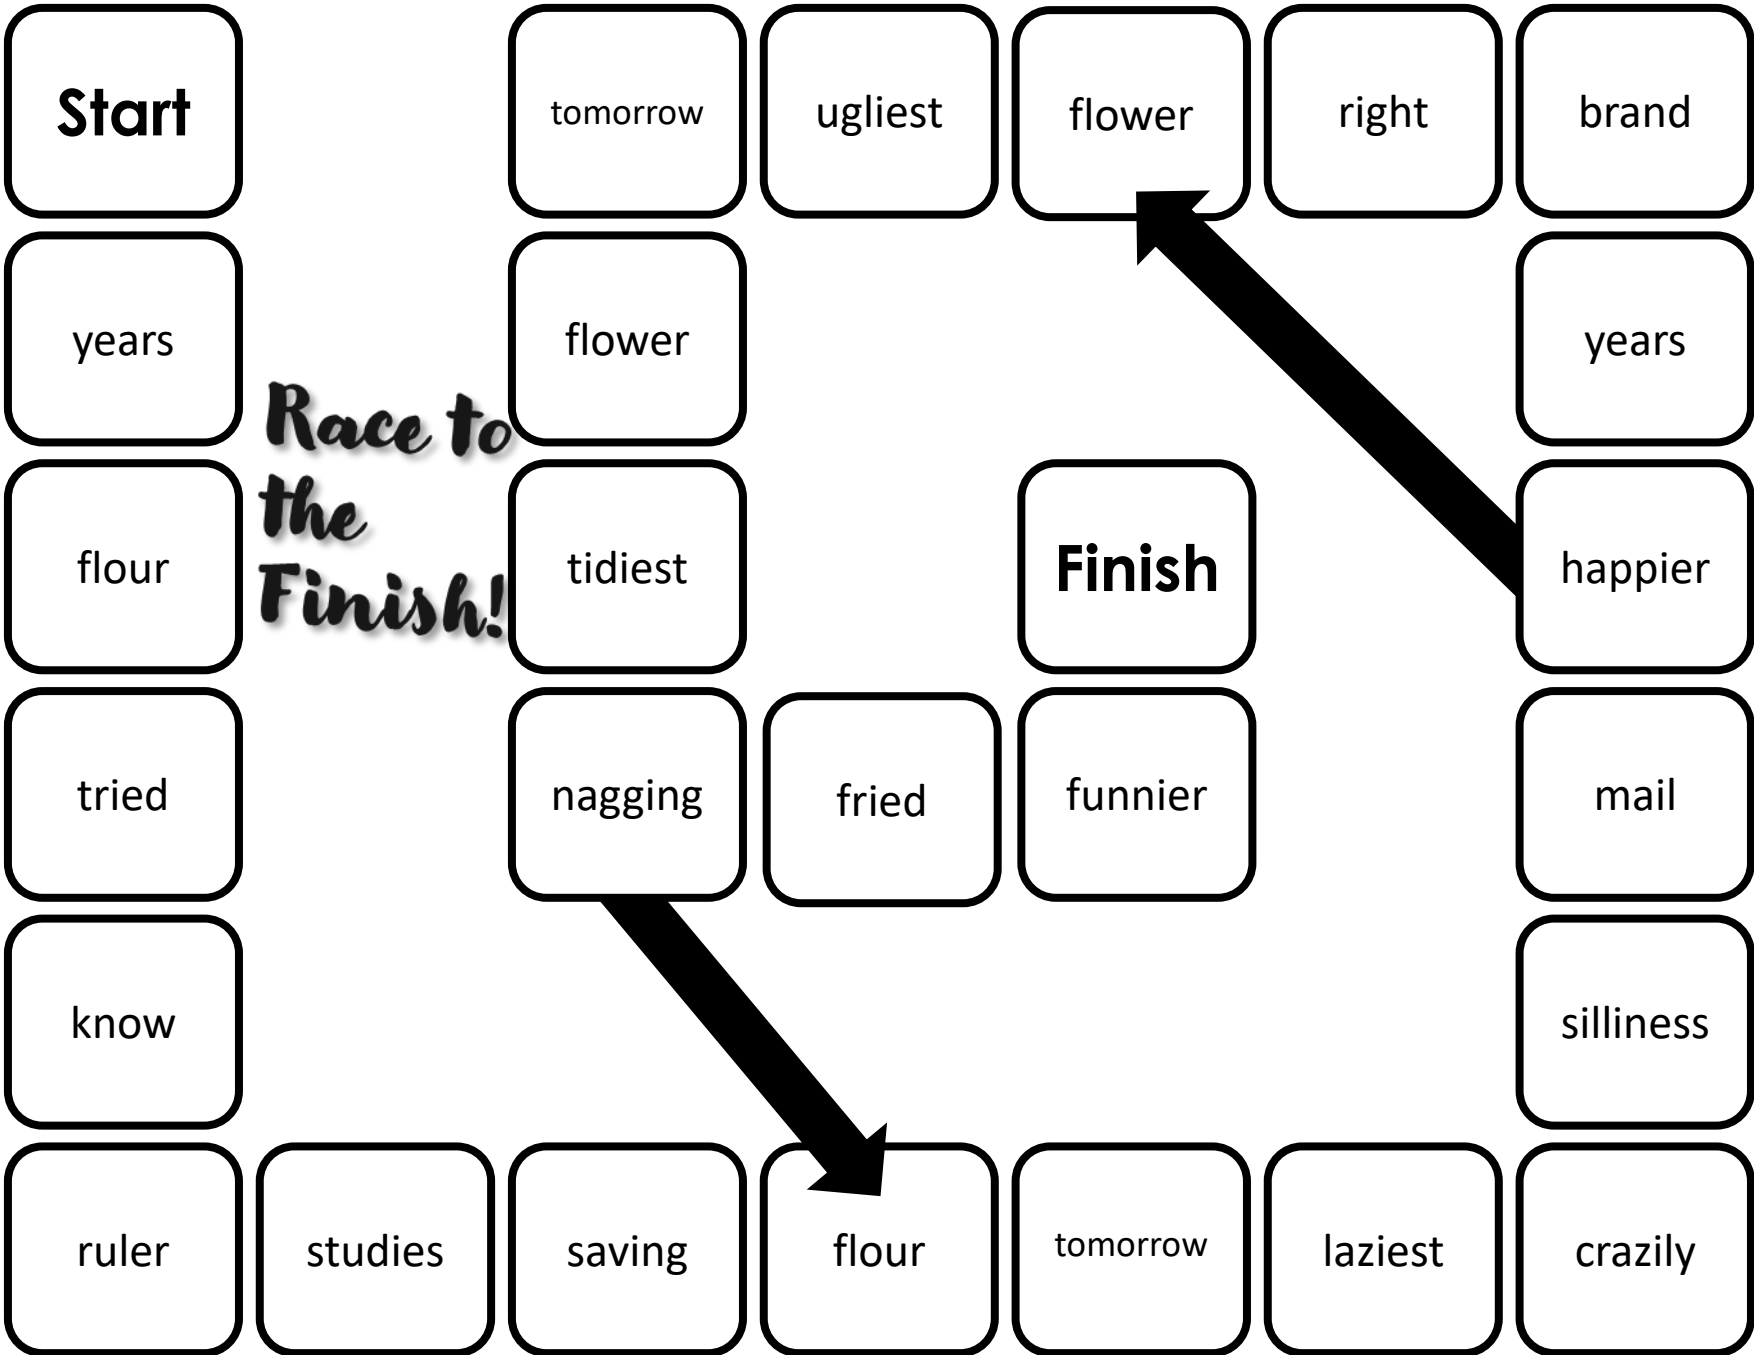 Start
tomorrow
ugliest
flower
right
brand
years
flower
years
Race to
the
Finish!
flour
tidiest
Finish
happier
tried
nagging
fried
funnier
mail
know
silliness
ruler
studies
saving
flour
tomorrow
laziest
crazily